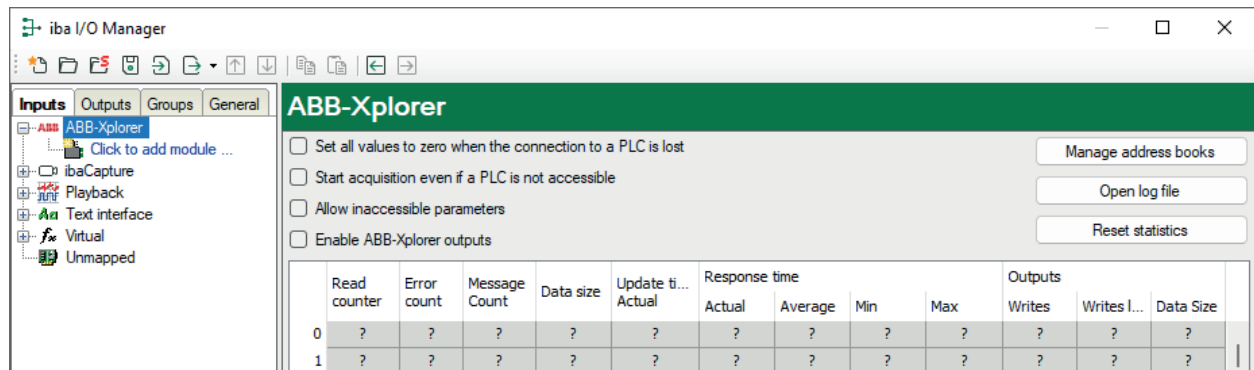 iba I/O Manager
Inputs Outputs Groups General
ABB ABB-Xplorer
Click to add module ...
ibaCapture
Playback
Text interface
fx Virtual
Unmapped
ABB-Xplorer
Set all values to zero when the connection to a PLC is lost
Start acquisition even if a PLC is not accessible
Allow inaccessible parameters
Enable ABB-Xplorer outputs
Manage address books
Open log file
Reset statistics
Read counter Error count Message Count Data size Update ti... Actual Response time Outputs
Actual Average Min Max Writes Writes l... Data Size
0 ? ? ? ? ? ? ? ? ? ? ? ?
1 ? ? ? ? ? ? ? ? ? ? ? ?